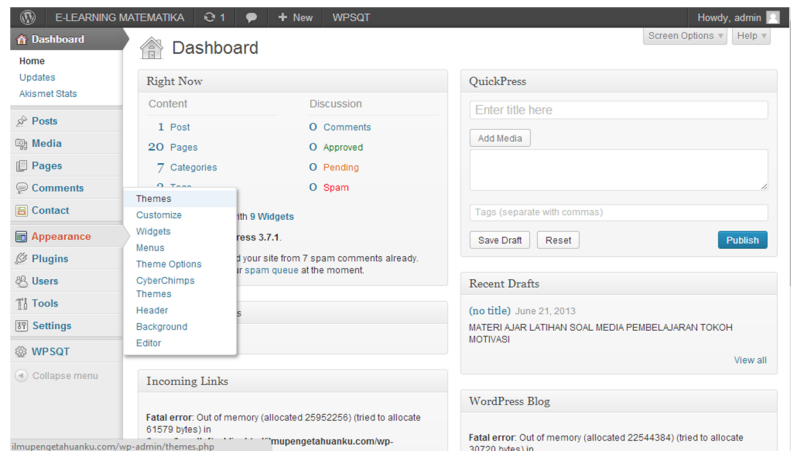 E-LEARNING MATEMATIKA 1 + New WPSQT Howdy, admin
Screen Options Help
Dashboard
Home
Updates
Akismet Stats
Posts
Media
Pages
Comments
Contact
Appearance
Plugins
Users
Tools
Settings
WPSQT
Collapse menu
Themes
Customize
Widgets
Menus
Theme Options
CyberChimps
Themes
Header
Background
Editor
Dashboard
Right Now
Content
1 Post
20 Pages
7 Categories
Tags
Discussion
0 Comments
0 Approved
0 Pending
0 Spam
with 9 Widgets
ress 3.7.1.
d your site from 7 spam comments already.
ur spam queue at the moment.
s
Incoming Links
Fatal error: Out of memory (allocated 25952256) (tried to allocate
61579 bytes) in
QuickPress
Enter title here
Add Media
Tags (separate with commas)
Save Draft Reset Publish
Recent Drafts
(no title) June 21, 2013
MATERI AJAR LATIHAN SOAL MEDIA PEMBELAJARAN TOKOH
MOTIVASI
View all
WordPress Blog
Fatal error: Out of memory (allocated 22544384) (tried to allocate
30720 bytes) in
ilmupengetahuanku.com/wp-admin/themes.php